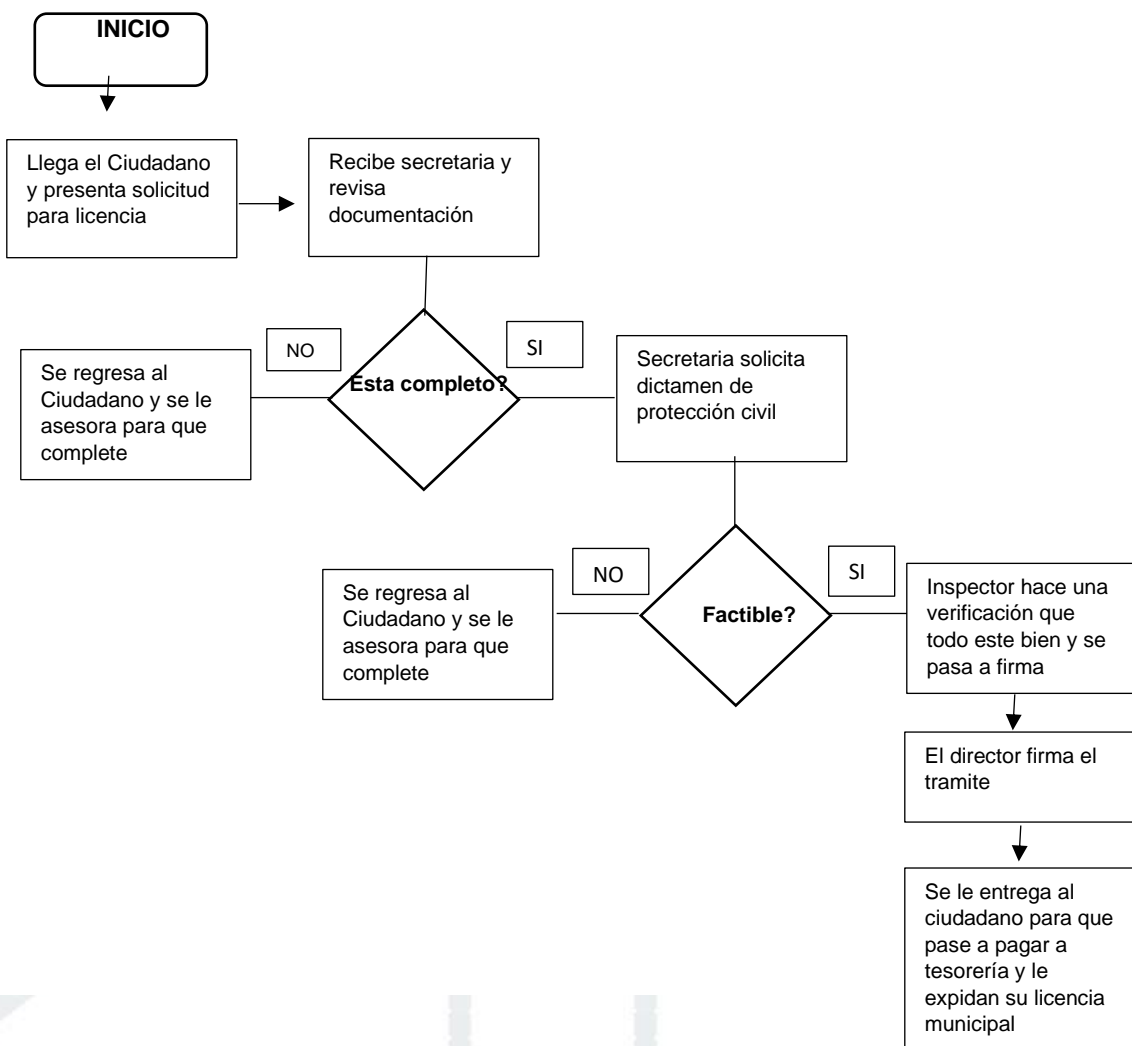 INICIO
Llega el Ciudadano
y presenta solicitud
para licencia
Recibe secretaria y
revisa
documentación
NO
SI
Esta completo?
Se regresa al
Ciudadano y se le
asesora para que
complete
Secretaria solicita
dictamen de
protección civil
NO
SI
Factible?
Se regresa al
Ciudadano y se le
asesora para que
complete
Inspector hace una
verificación que
todo este bien y se
pasa a firma
El director firma el
tramite
Se le entrega al
ciudadano para que
pase a pagar a
tesorería y le
expidan su licencia
municipal